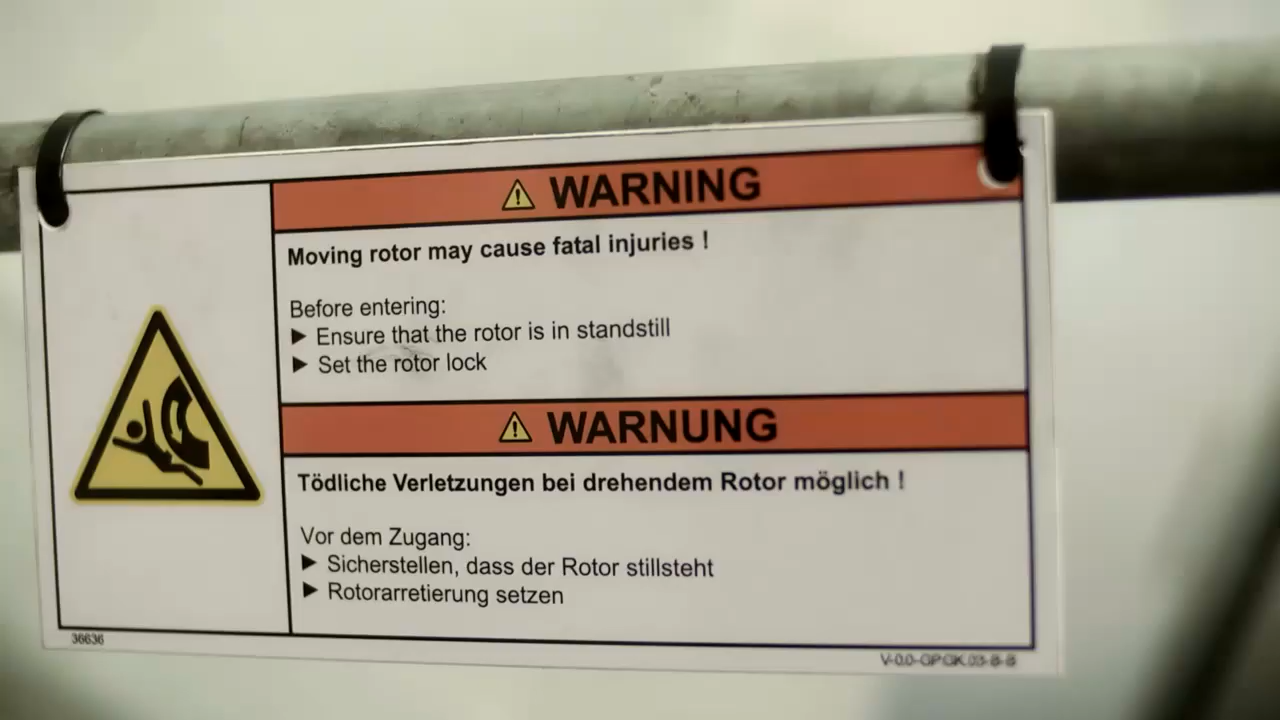 WARNING
Moving rotor may cause fatal injuries !
Before entering:
Ensure that the rotor is in standstill
Set the rotor lock
WARNUNG
Tödliche Verletzungen bei drehendem Rotor möglich !
Vor dem Zugang:
Sicherstellen, dass der Rotor stillsteht
Rotorarretierung setzen
36636